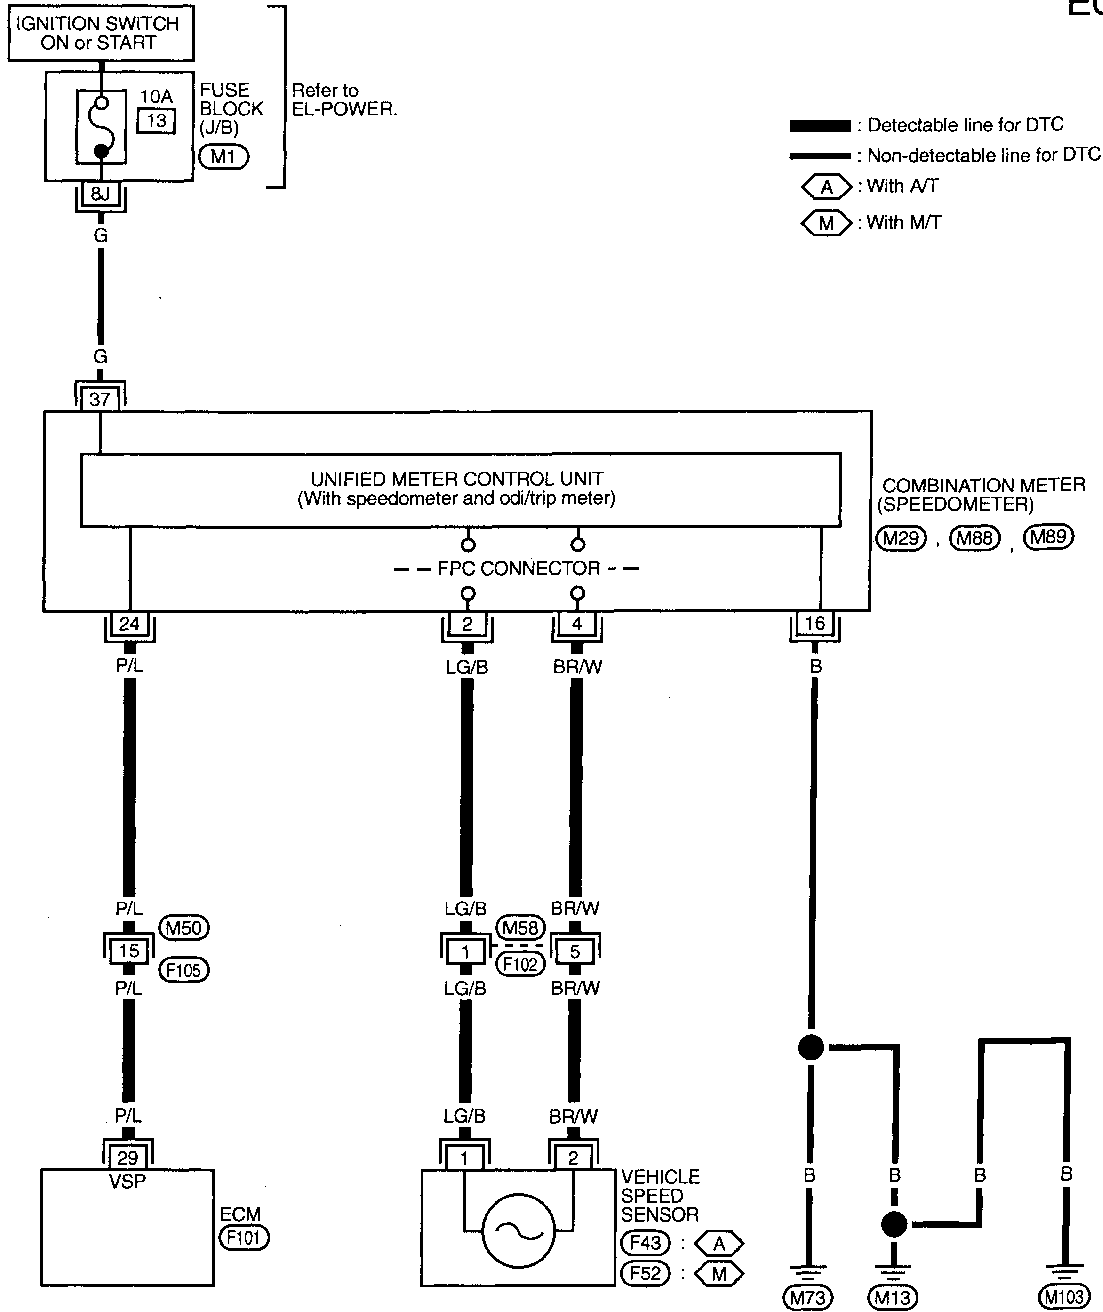 EC
IGNITION SWITCH
ON or START
10A
13
FUSE
BLOCK
(J/B)
M1
Refer to
EL-POWER.
8J
: Detectable line for DTC
: Non-detectable line for DTC
A : With A/T
M : With M/T
G
G
37
UNIFIED METER CONTROL UNIT
(With speedometer and odi/trip meter)
COMBINATION METER
(SPEEDOMETER)
M29 , M88 , M89
FPC CONNECTOR
24 2 4 16
P/L LG/B BR/W B
P/L LG/B BR/W
M50 M58
15 1 5
F105 F102
P/L LG/B BR/W
P/L LG/B BR/W
29 1 2
VSP
ECM
F101
VEHICLE
SPEED
SENSOR
F43 : A
F52 : M
B B B B
M73 M13 M103